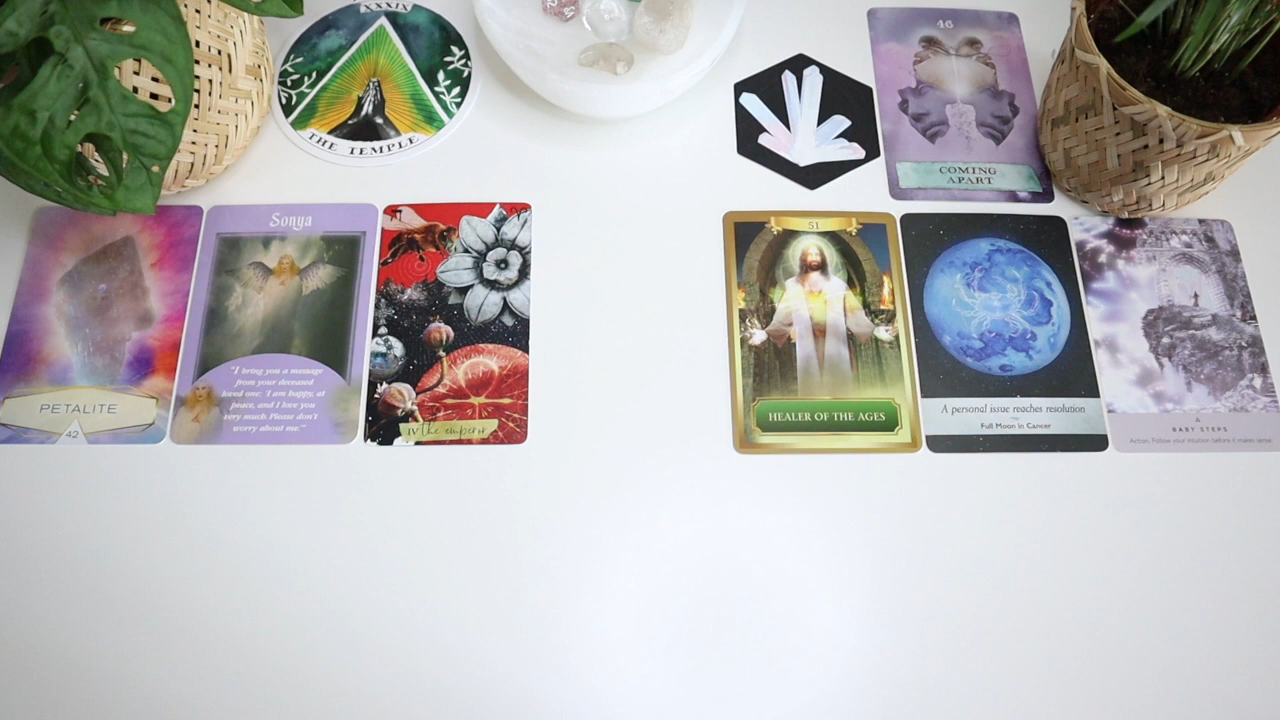 XXXIX
THE TEMPLE
46
COMING
APART
PETALITE
42
Sonya
"I bring you a message
from your deceased
loved one: 'I am happy, at
peace, and I love you
very much. Please don't
worry about me.'"
IV the emperor
51
HEALER OF THE AGES
A personal issue reaches resolution
Full Moon in Cancer
BABY STEPS
Action. Follow your intuition before it makes sense.